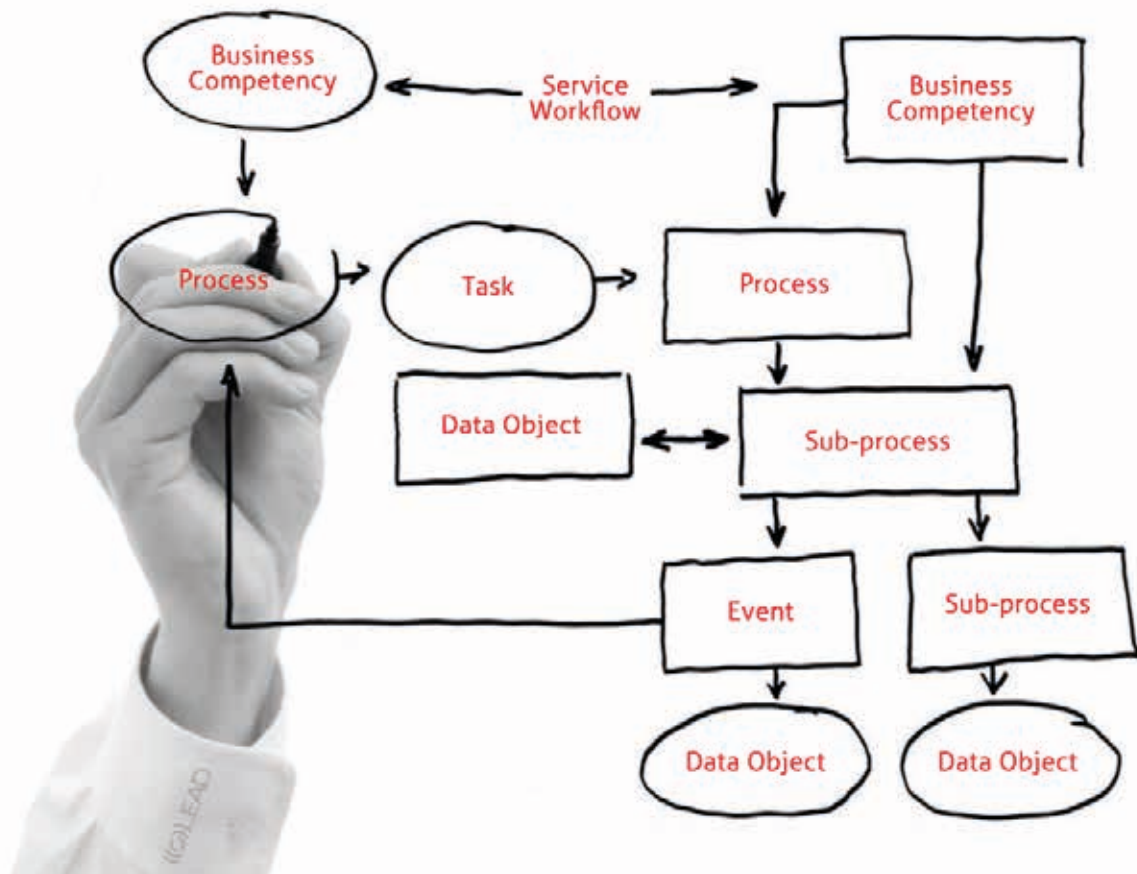 Business
Competency
Service
Workflow
Business
Competency
Process
Task
Process
Data Object
Sub-process
Event
Sub-process
Data Object
Data Object
((@)LEAD